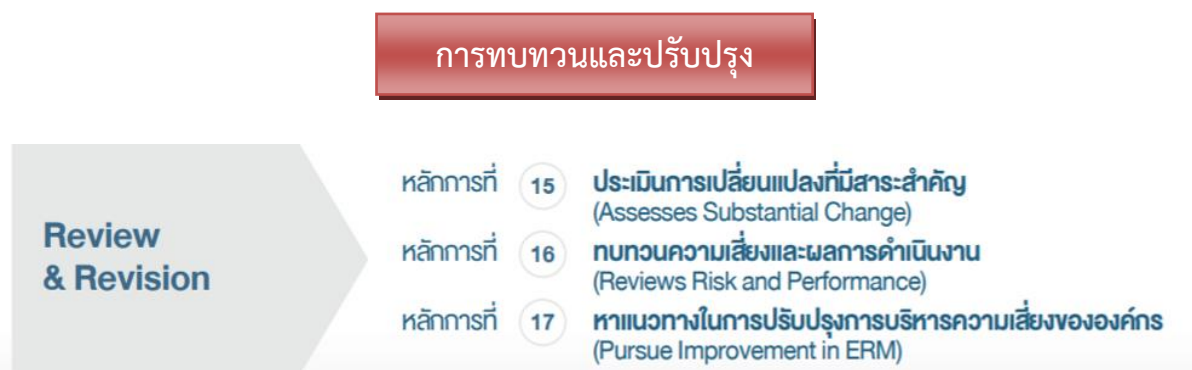 การทบทวนและปรับปรุง
Review
& Revision
หลักการที่ 15 ประเมินการเปลี่ยนแปลงที่มีสาระสำคัญ
(Assesses Substantial Change)
หลักการที่ 16 ทบทวนความเสี่ยงและผลการดำเนินงาน
(Reviews Risk and Performance)
หลักการที่ 17 หาแนวทางในการปรับปรุงการบริหารความเสี่ยงขององค์กร
(Pursue Improvement in ERM)